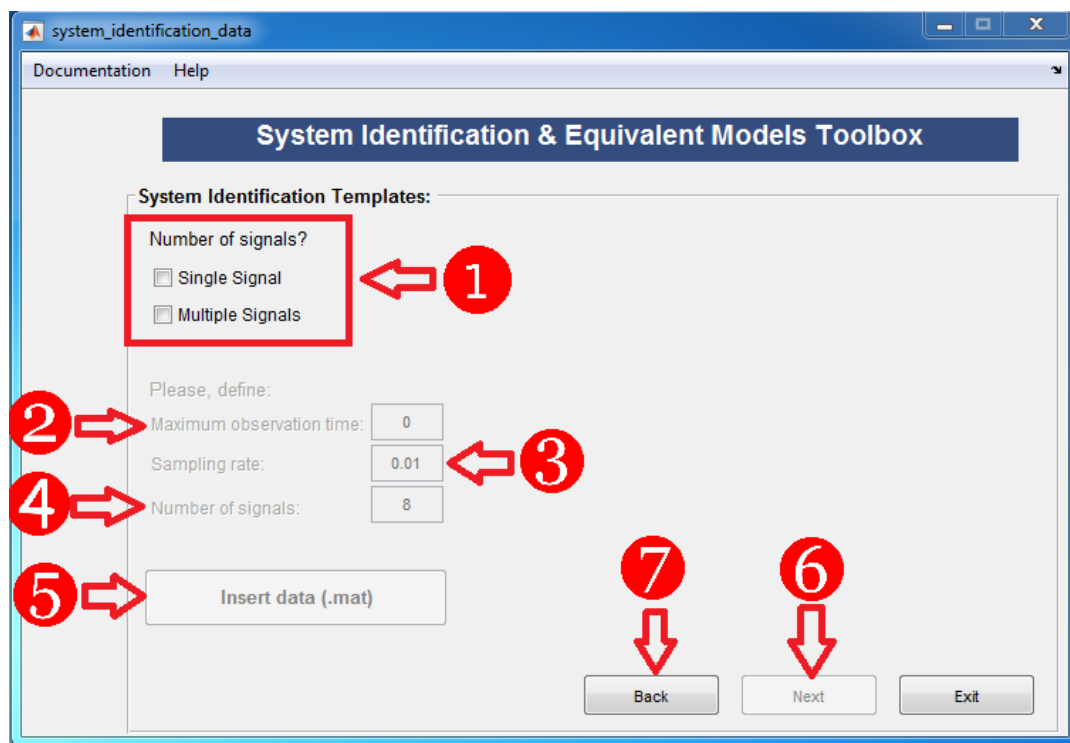 system_identification_data
Documentation Help
System Identification & Equivalent Models Toolbox
System Identification Templates:
Number of signals?
Single Signal
1
Multiple Signals
Please, define:
2 Maximum observation time: 0
Sampling rate: 0.01 3
4 Number of signals: 8
5 Insert data (.mat)
7 6
Back Next Exit